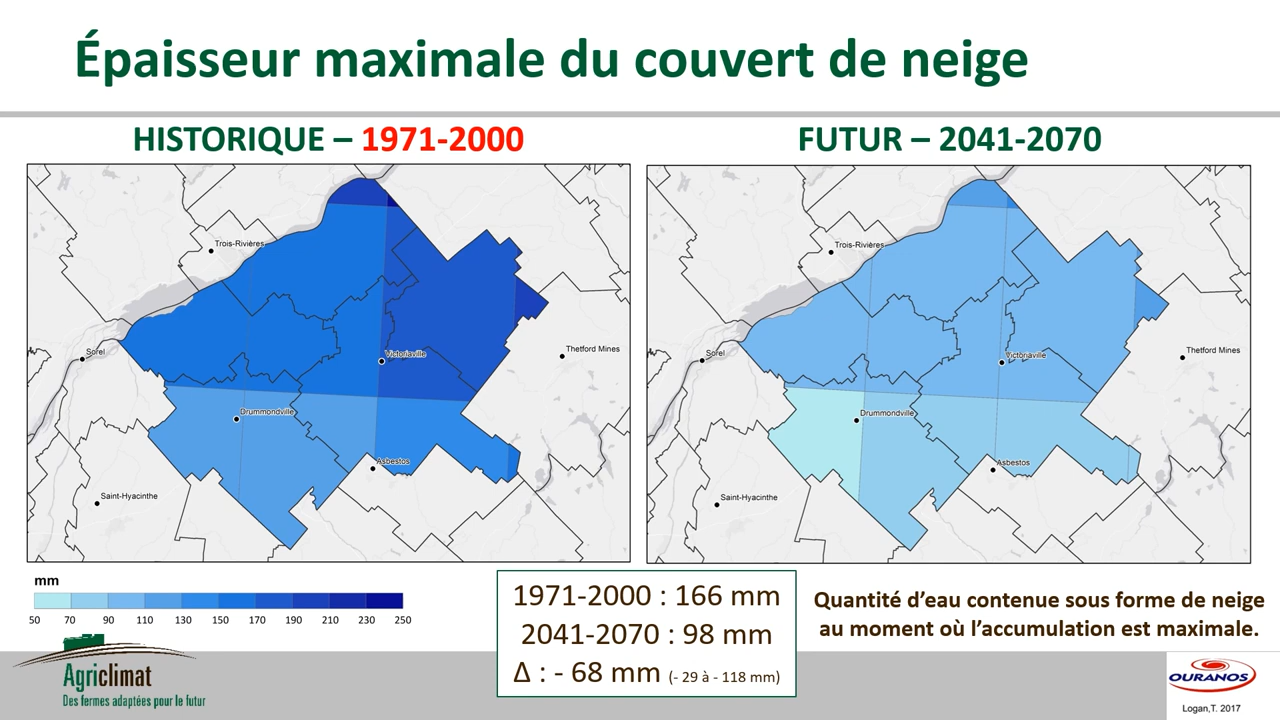 Épaisseur maximale du couvert de neige
HISTORIQUE – 1971-2000
FUTUR – 2041-2070
Trois-Rivières
Sorel
Victoriaville
Thetford Mines
Drummondville
Asbestos
Saint-Hyacinthe
Trois-Rivières
Sorel
Victoriaville
Thetford Mines
Drummondville
Asbestos
Saint-Hyacinthe
mm
50 70 90 110 130 150 170 190 210 230 250
1971-2000 : 166 mm
2041-2070 : 98 mm
Δ : - 68 mm (- 29 à - 118 mm)
Quantité d’eau contenue sous forme de neige
au moment où l’accumulation est maximale.
Agriclimat
Des fermes adaptées pour le futur
OURANOS
Logan,T. 2017